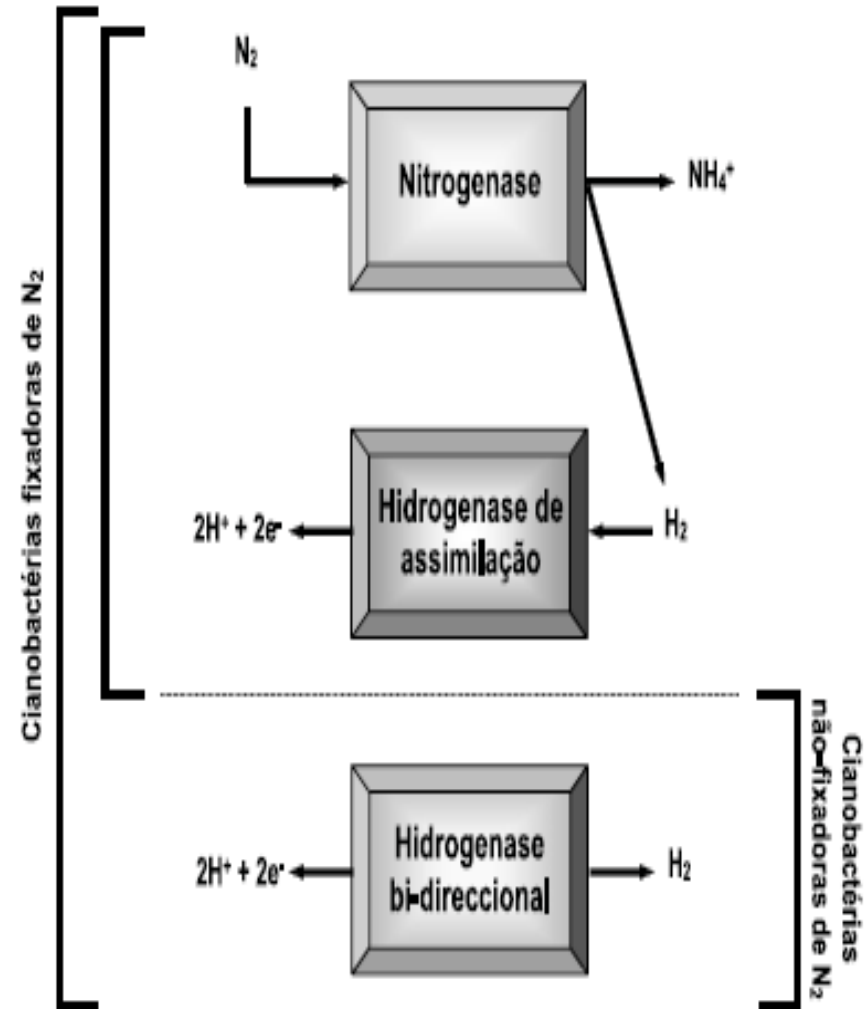 Cianobactérias fixadoras de N₂
N₂
Nitrogenase
NH₄⁺
2H⁺ + 2e⁻
Hidrogenase de
assimilação
H₂
2H⁺ + 2e⁻
Hidrogenase
bi-direccional
H₂
Cianobactérias
não-fixadoras de N₂